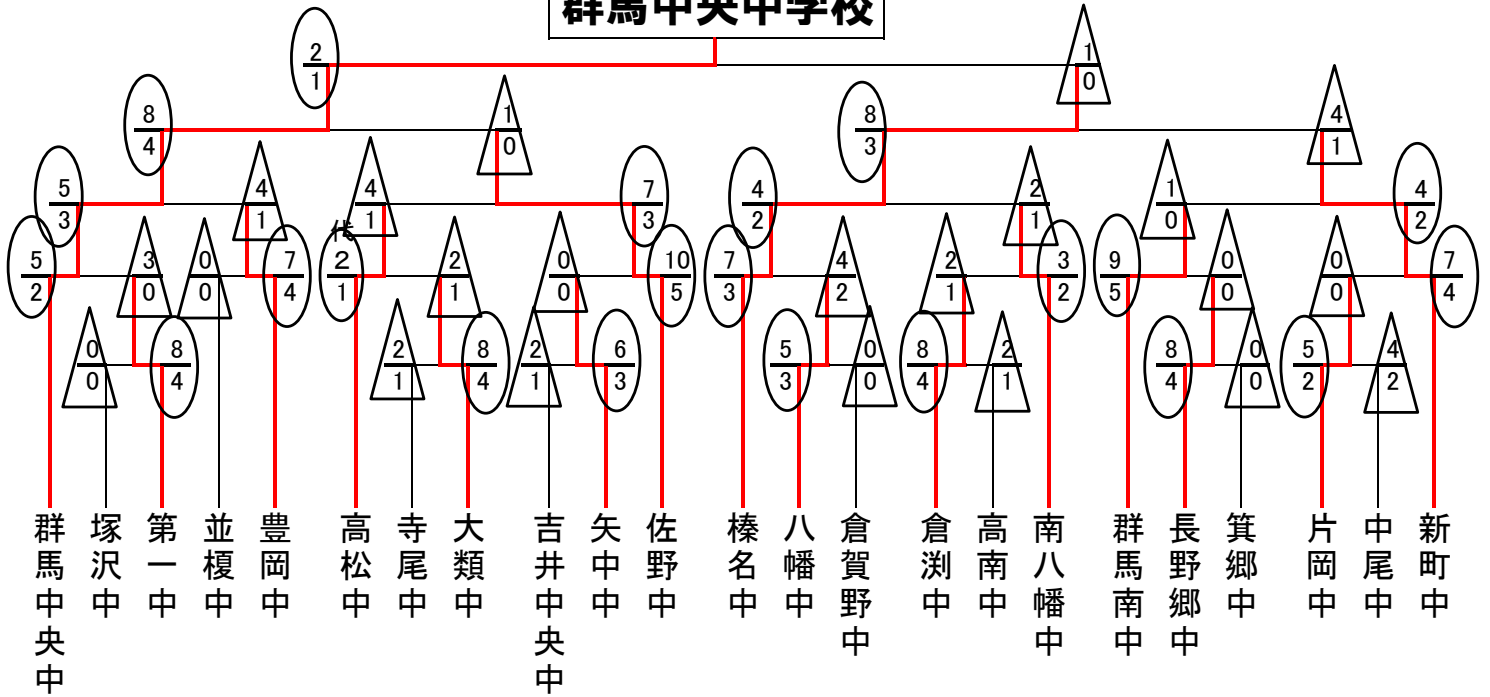 群馬中央中学校
2 1
1 0
8 1 8 4
4 0 3 1
5 4 4 7 4 2 1 4
3 1 1 3 2 1 0 2
代
5 3 0 7 2 2 0 10 7 4 2 3 9 0 0 7
2 0 0 4 1 1 0 5 3 2 1 2 5 0 0 4
0 8 2 8 2 6 5 0 8 2 8 0 5 4
0 4 1 4 1 3 3 0 4 1 4 0 2 2
群馬中央中
塚沢中
第一中
並榎中
豊岡中
高松中
寺尾中
大類中
吉井中央中
矢中中
佐野中
榛名中
八幡中
倉賀野中
倉渕中
高南中
南八幡中
群馬南中
長野郷中
箕郷中
片岡中
中尾中
新町中